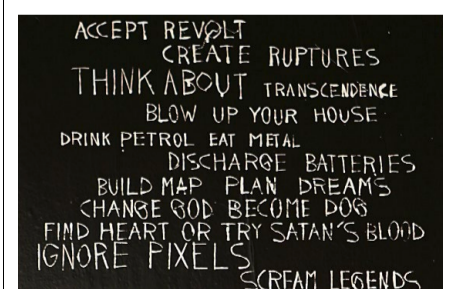 ACCEPT REVOLT
CREATE RUPTURES
THINK ABOUT TRANSCENDENCE
BLOW UP YOUR HOUSE
DRINK PETROL EAT METAL
DISCHARGE BATTERIES
BUILD MAP PLAN DREAMS
CHANGE GOD BECOME DOG
FIND HEART OR TRY SATAN'S BLOOD
IGNORE PIXELS
SCREAM LEGENDS